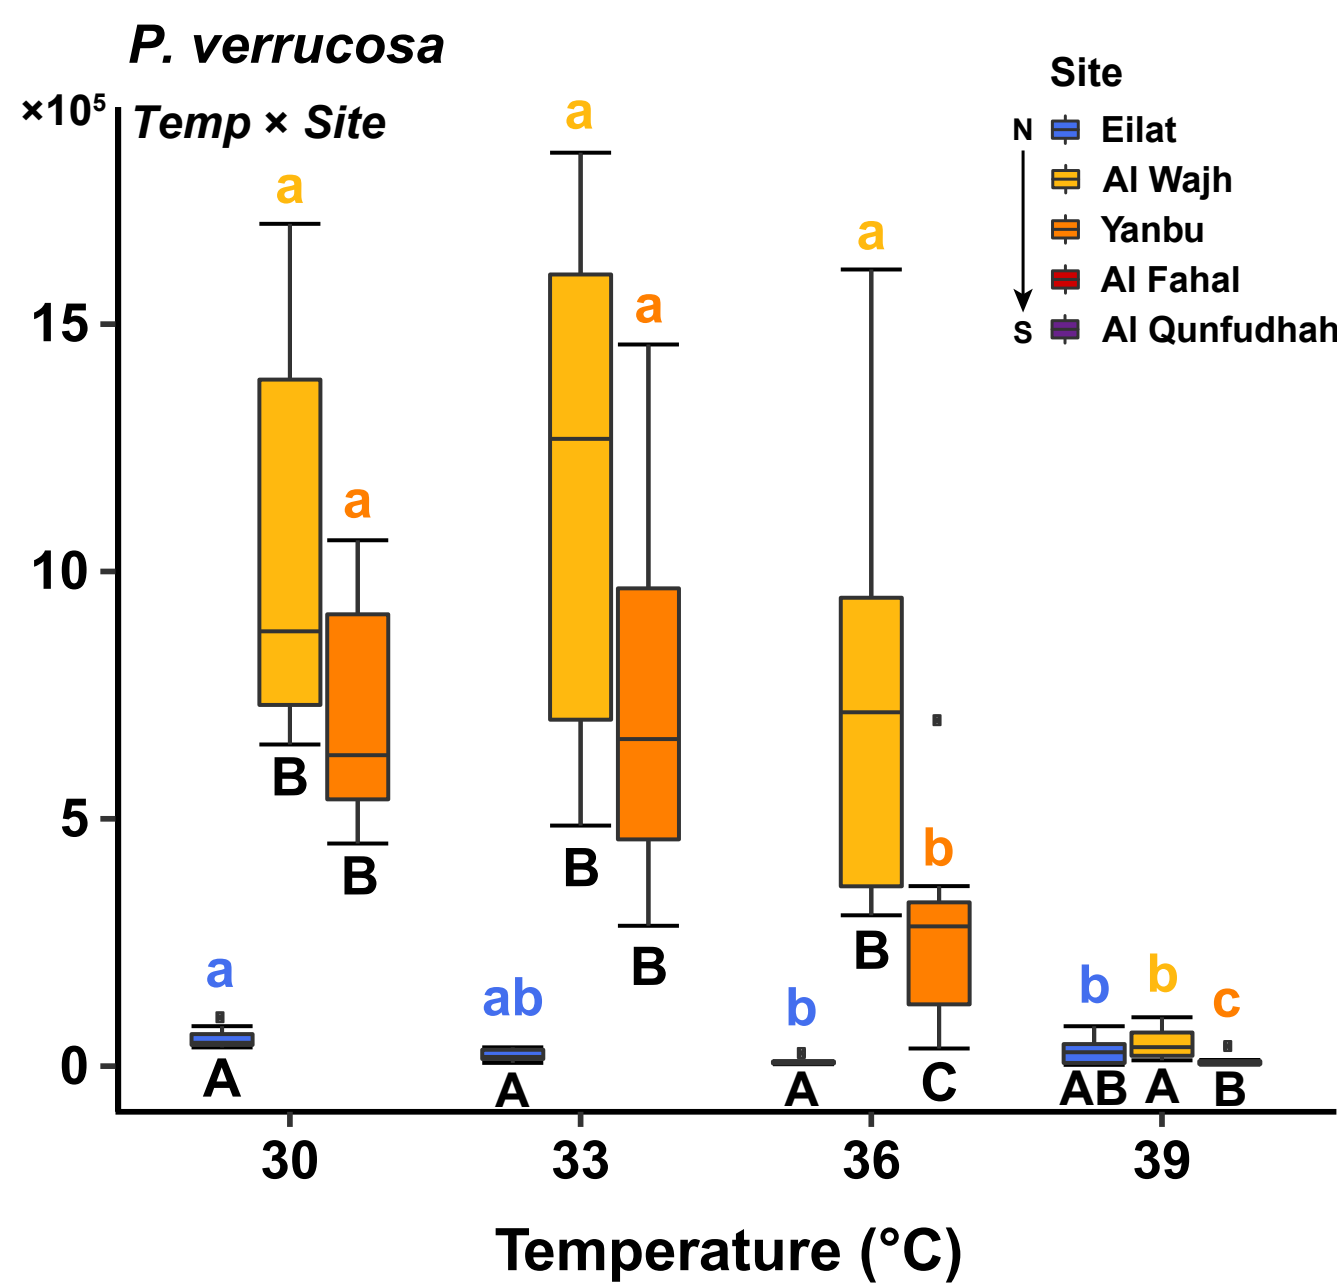 P. verrucosa
Temp × Site
×10⁵
15
10
5
0
Site
N
Eilat
Al Wajh
Yanbu
Al Fahal
S
Al Qunfudhah
a
a
a
a
a
b
a
ab
b
b
b
c
B
B
B
B
B
C
A
A
A
AB
A
B
30
33
36
39
Temperature (°C)